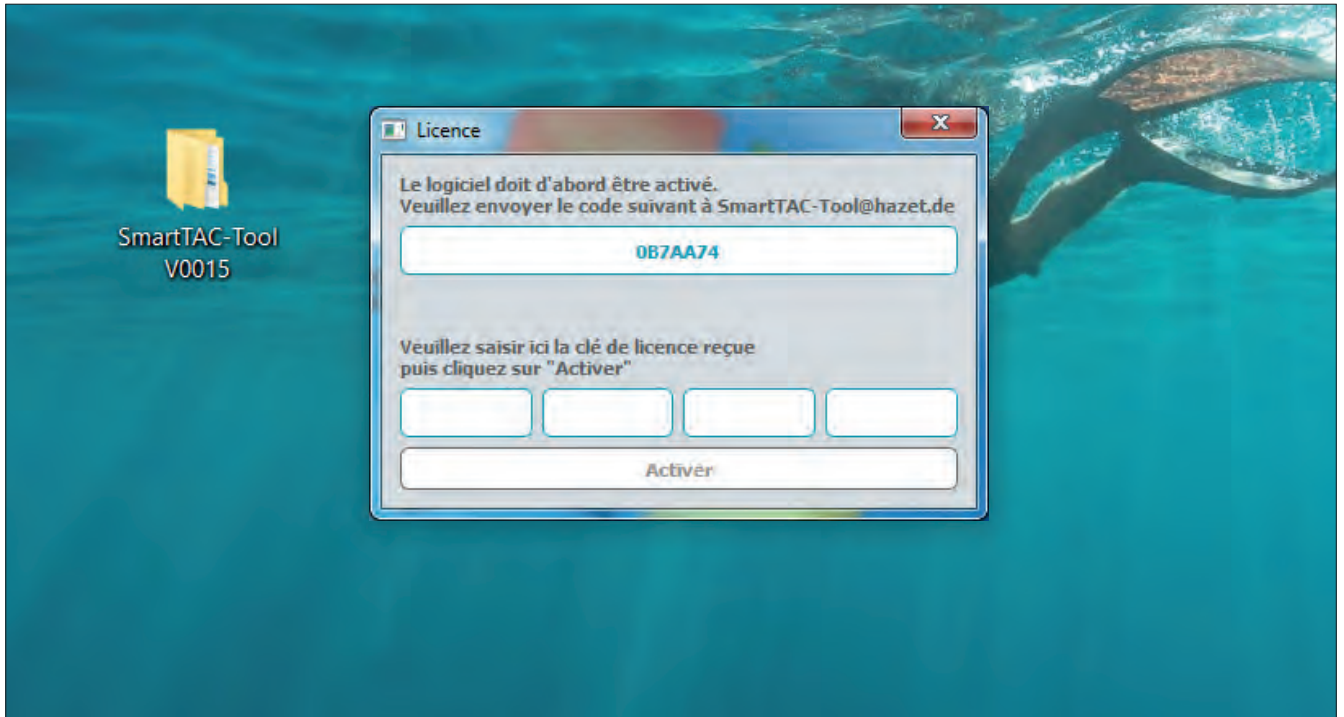 Licence
SmartTAC-Tool
V0015
Le logiciel doit d'abord être activé.
Veuillez envoyer le code suivant à SmartTAC-Tool@hazet.de
0B7AA74
Veuillez saisir ici la clé de licence reçue
puis cliquez sur "Activer"
Activer